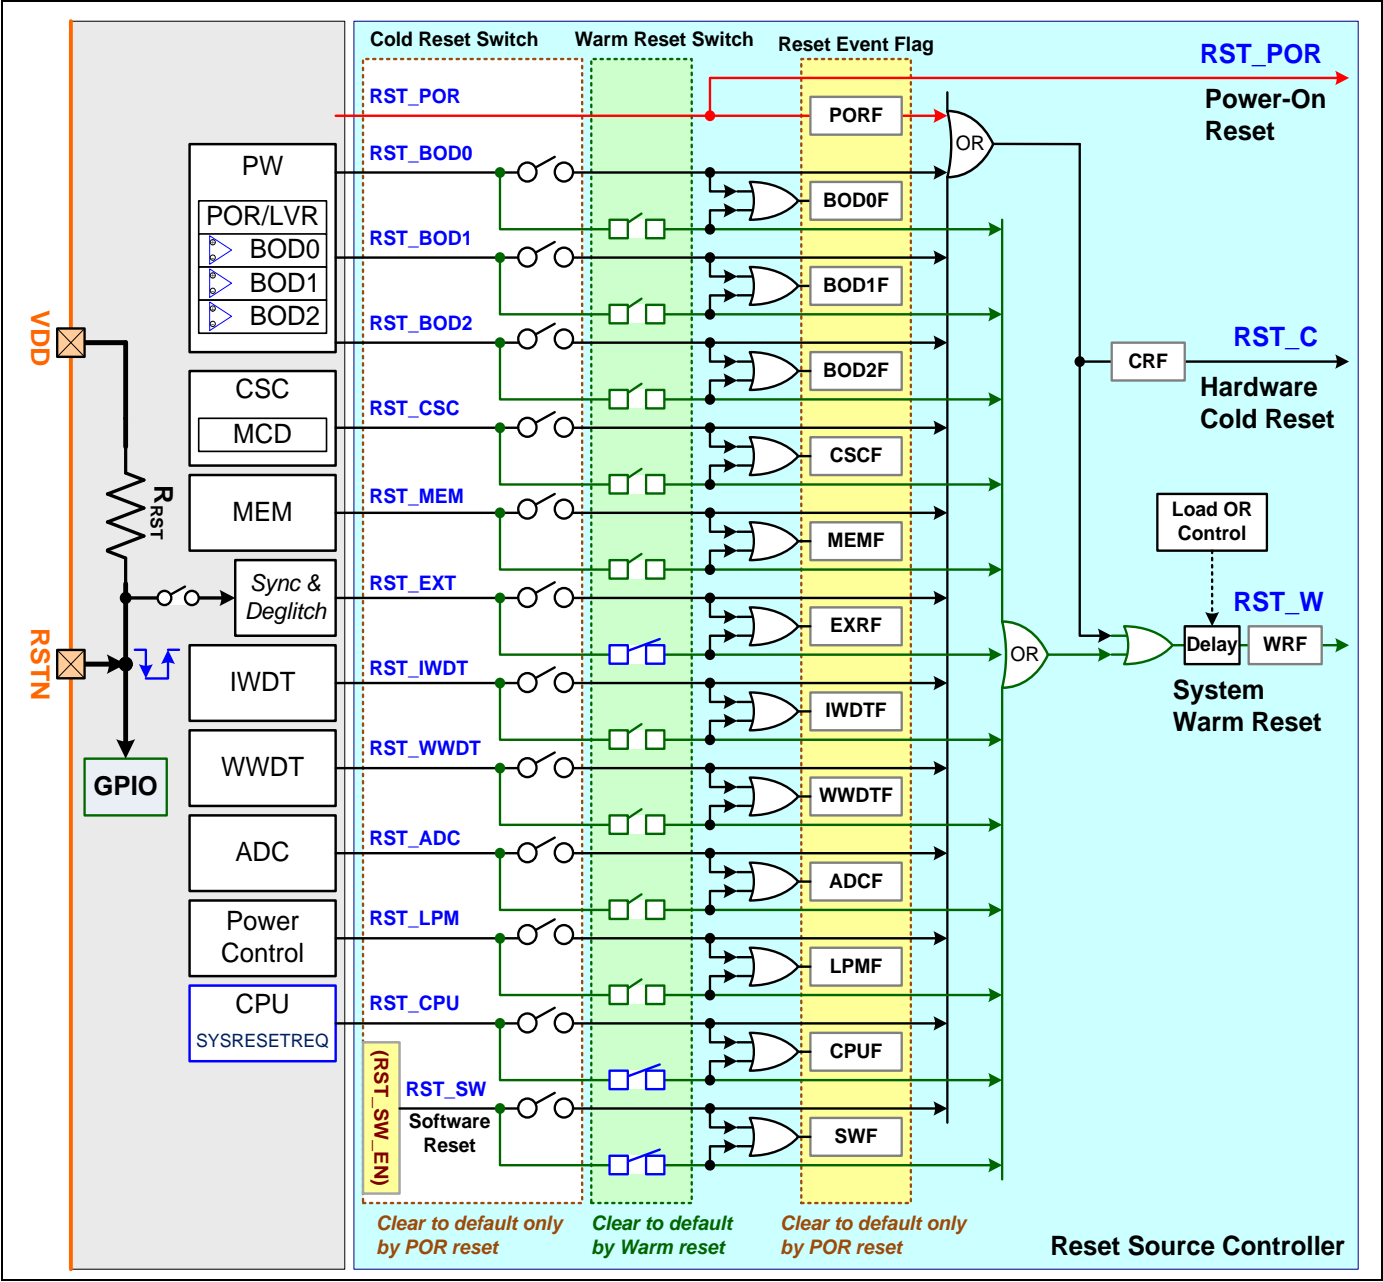 Cold Reset Switch
Warm Reset Switch
Reset Event Flag
RST_POR
Power-On
Reset
RST_POR
PORF
OR
PW
POR/LVR
BOD0
BOD1
BOD2
RST_BOD0
BOD0F
RST_BOD1
BOD1F
RST_BOD2
BOD2F
VDD
CSC
MCD
RST_CSC
CSCF
CRF
RST_C
Hardware
Cold Reset
RRST
MEM
RST_MEM
MEMF
Load OR
Control
Sync &
Deglitch
RST_EXT
EXRF
OR
Delay
WRF
RST_W
System
Warm Reset
RSTN
IWDT
RST_IWDT
IWDTF
GPIO
WWDT
RST_WWDT
WWDTF
ADC
RST_ADC
ADCF
Power
Control
RST_LPM
LPMF
CPU
SYSRESETREQ
RST_CPU
CPUF
(RST_SW_EN)
RST_SW
Software
Reset
SWF
Clear to default only
by POR reset
Clear to default
by Warm reset
Clear to default only
by POR reset
Reset Source Controller